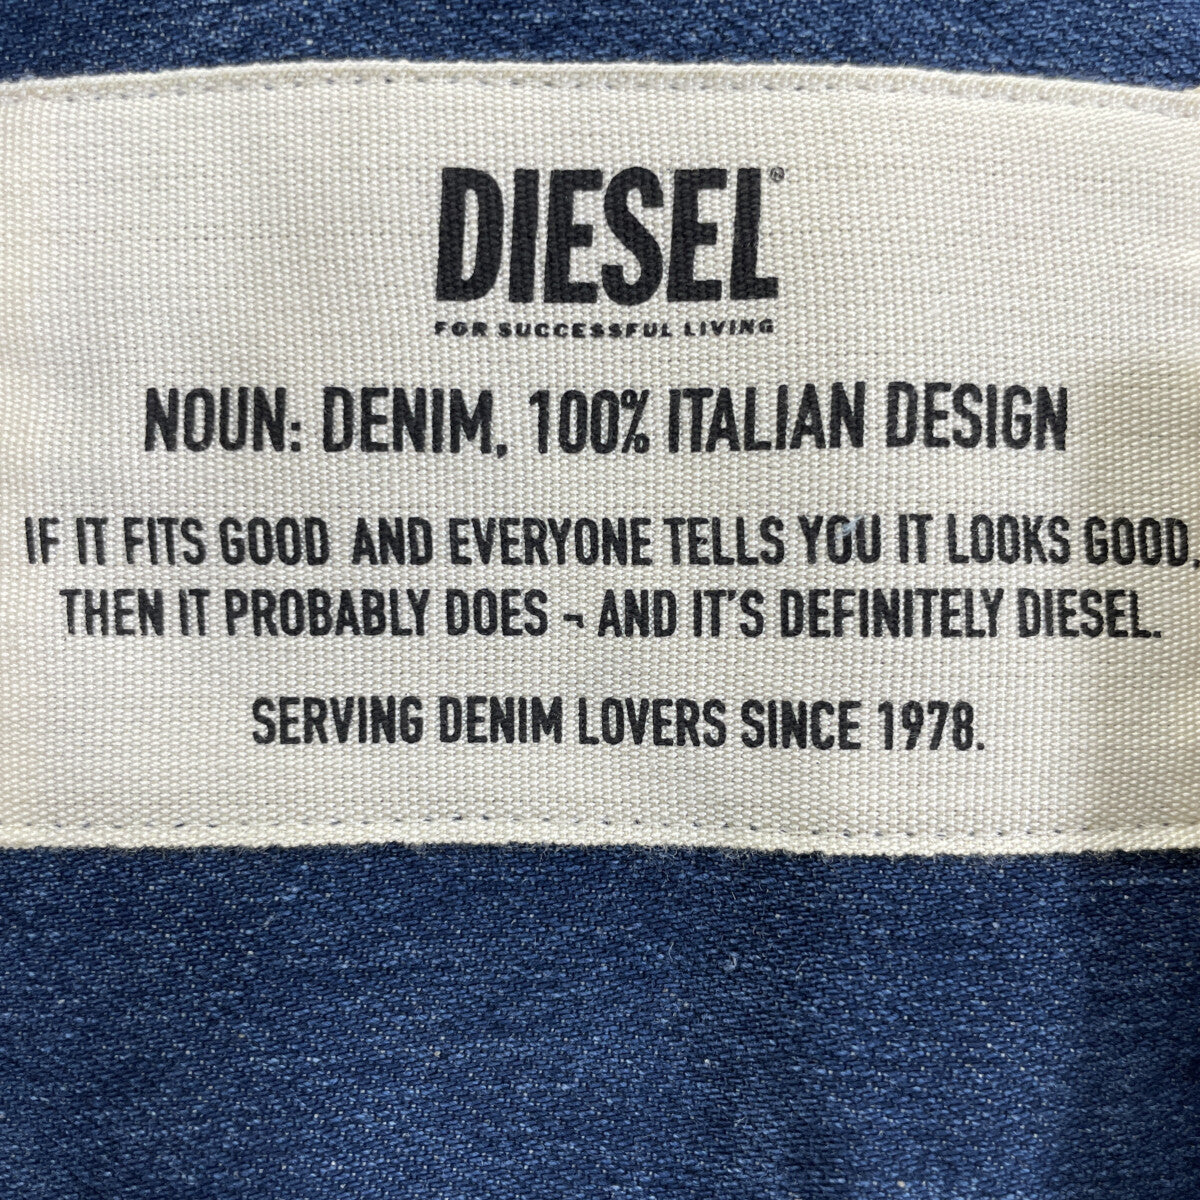 DIESEL®
FOR SUCCESSFUL LIVING
NOUN: DENIM, 100% ITALIAN DESIGN
IF IT FITS GOOD AND EVERYONE TELLS YOU IT LOOKS GOOD,
THEN IT PROBABLY DOES ¬ AND IT'S DEFINITELY DIESEL.
SERVING DENIM LOVERS SINCE 1978.